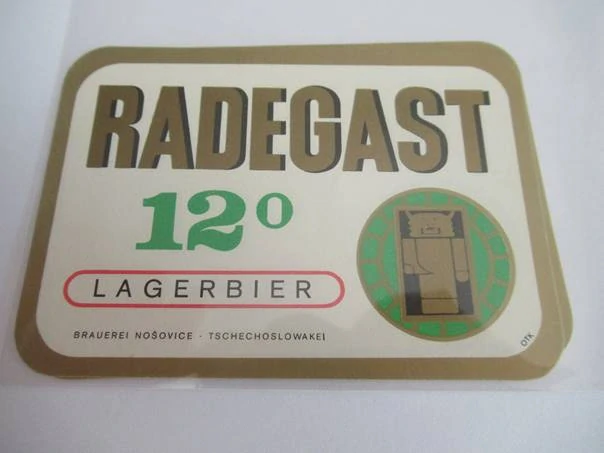 RADEGAST
12°
LAGERBIER
BRAUEREI NOŠOVICE - TSCHECHOSLOWAKEI
OTK